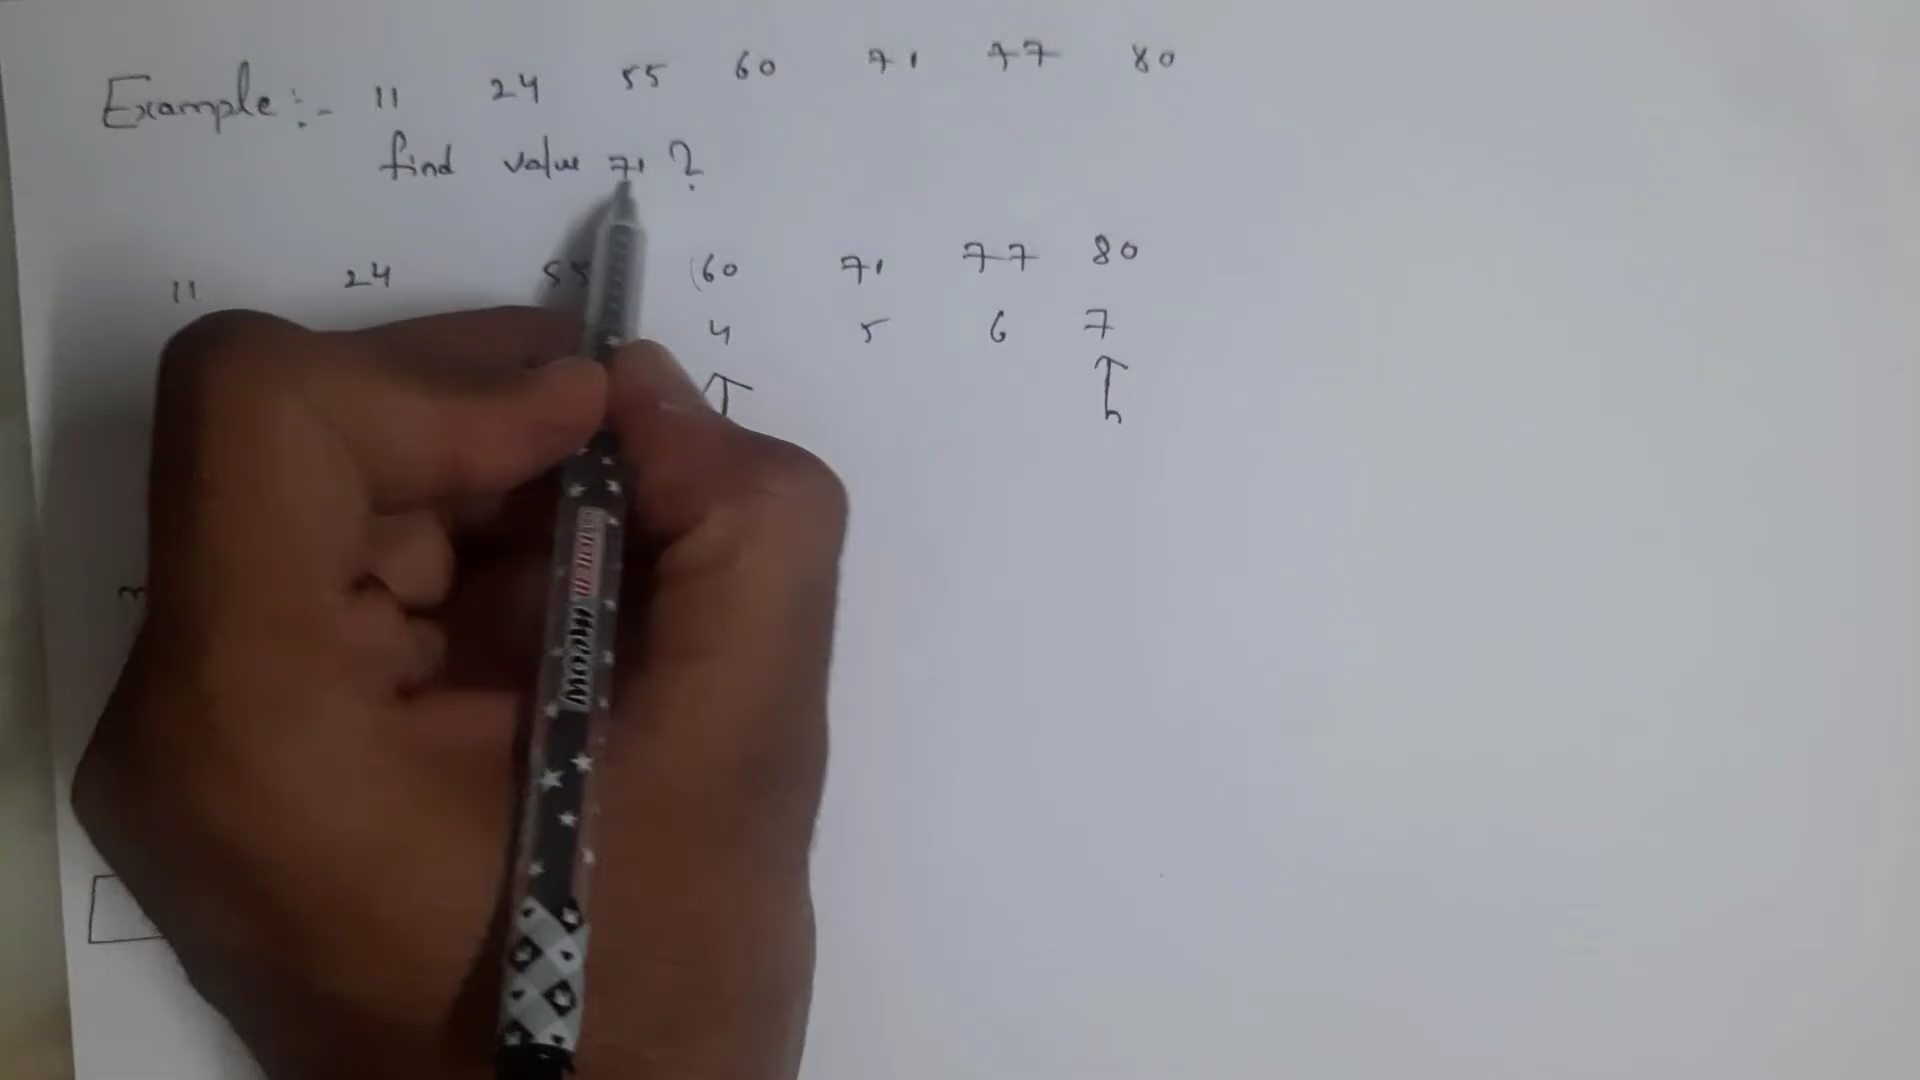 Example :- 11 24 55 60 71 77 80
find value 71 ?
11 24 55 60 71 77 80
4 5 6 7
h
meow